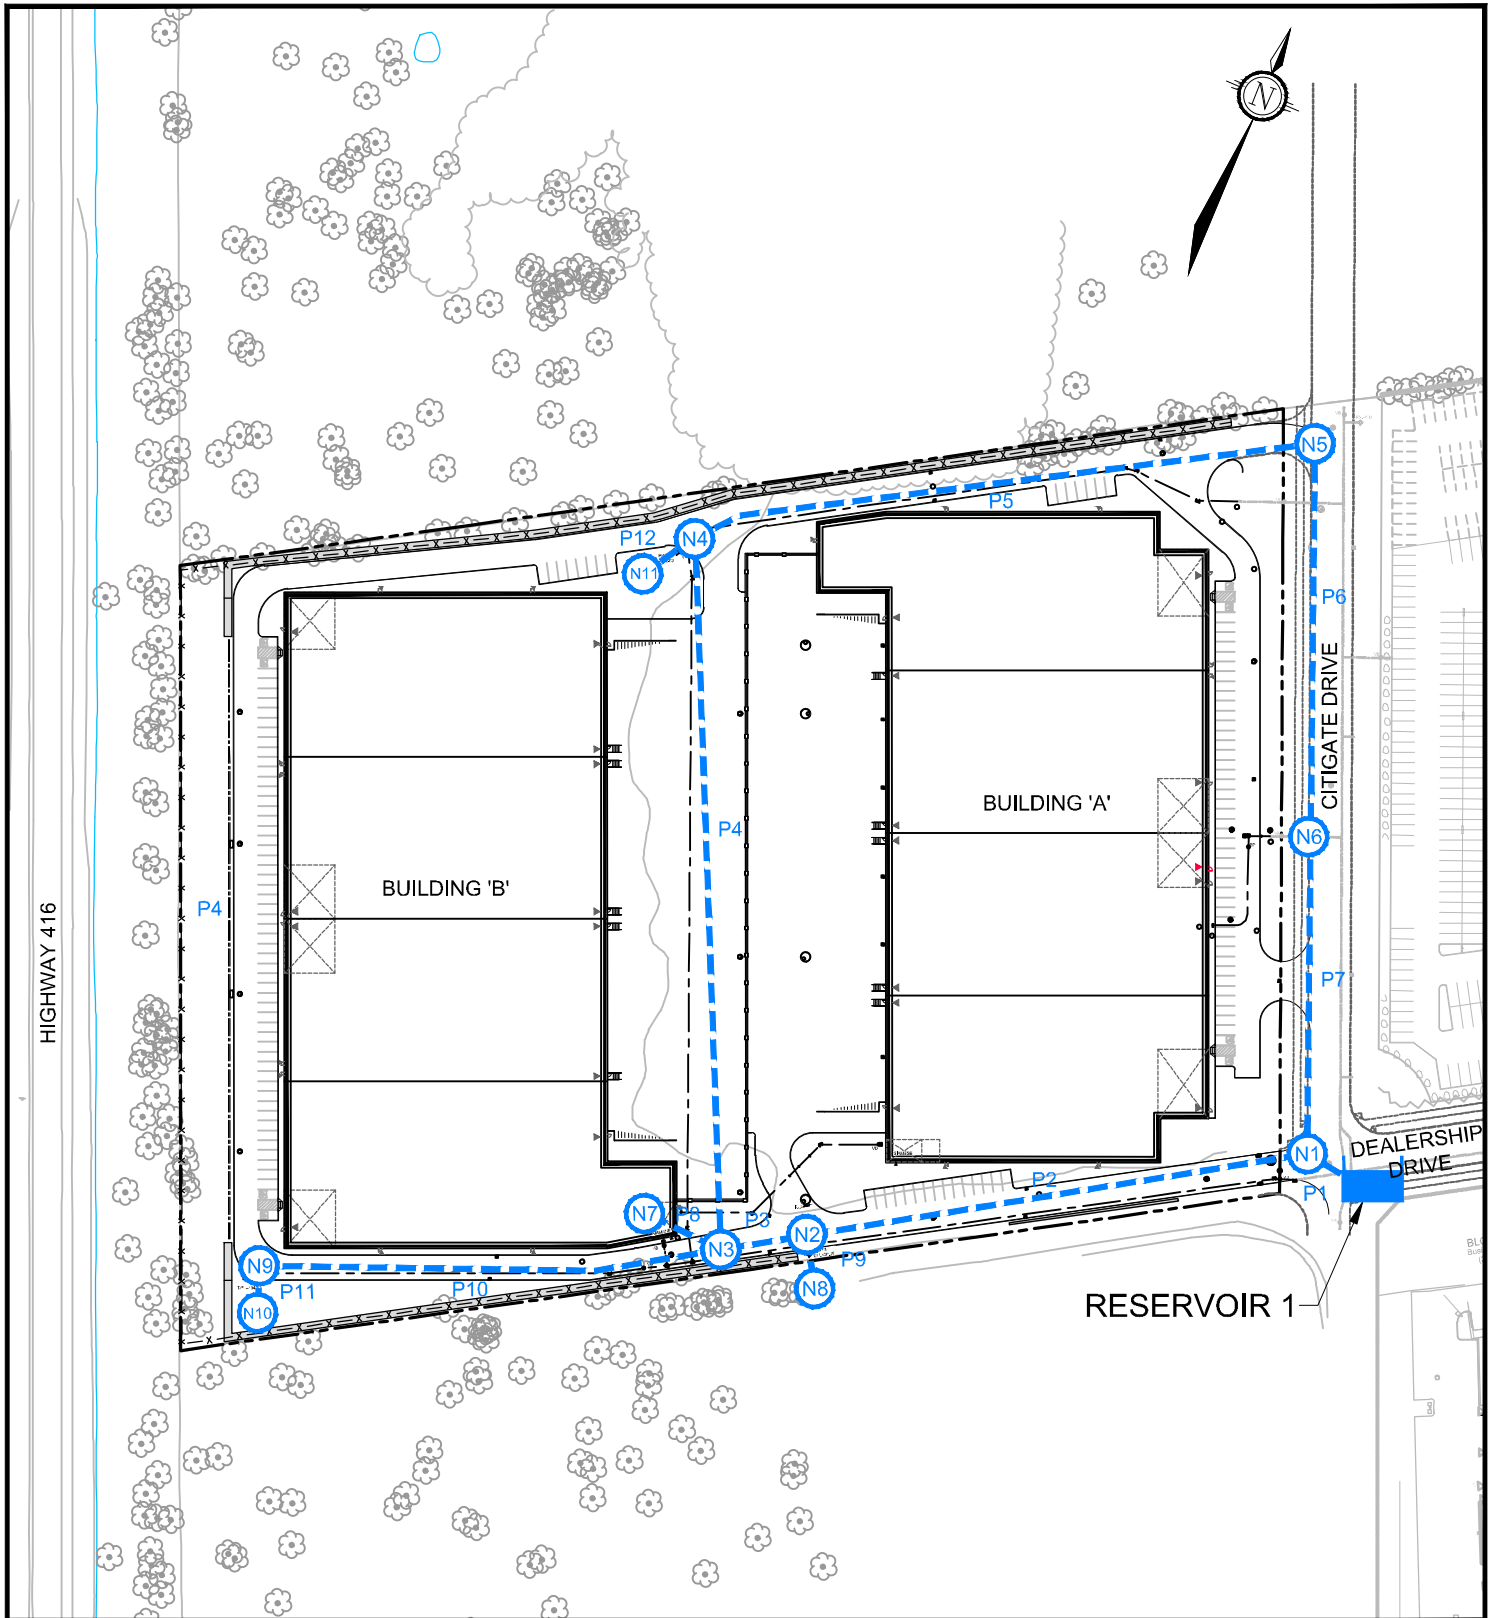 N
N5
P5
P12
N4
N11
P6
CITIGATE DRIVE
BUILDING 'A'
P4
N6
BUILDING 'B'
P4
HIGHWAY 416
P7
N1
DEALERSHIP
DRIVE
P2
P1
N7
P8
P3
N2
N3
P9
N9
P11
P10
N8
N10
RESERVOIR 1